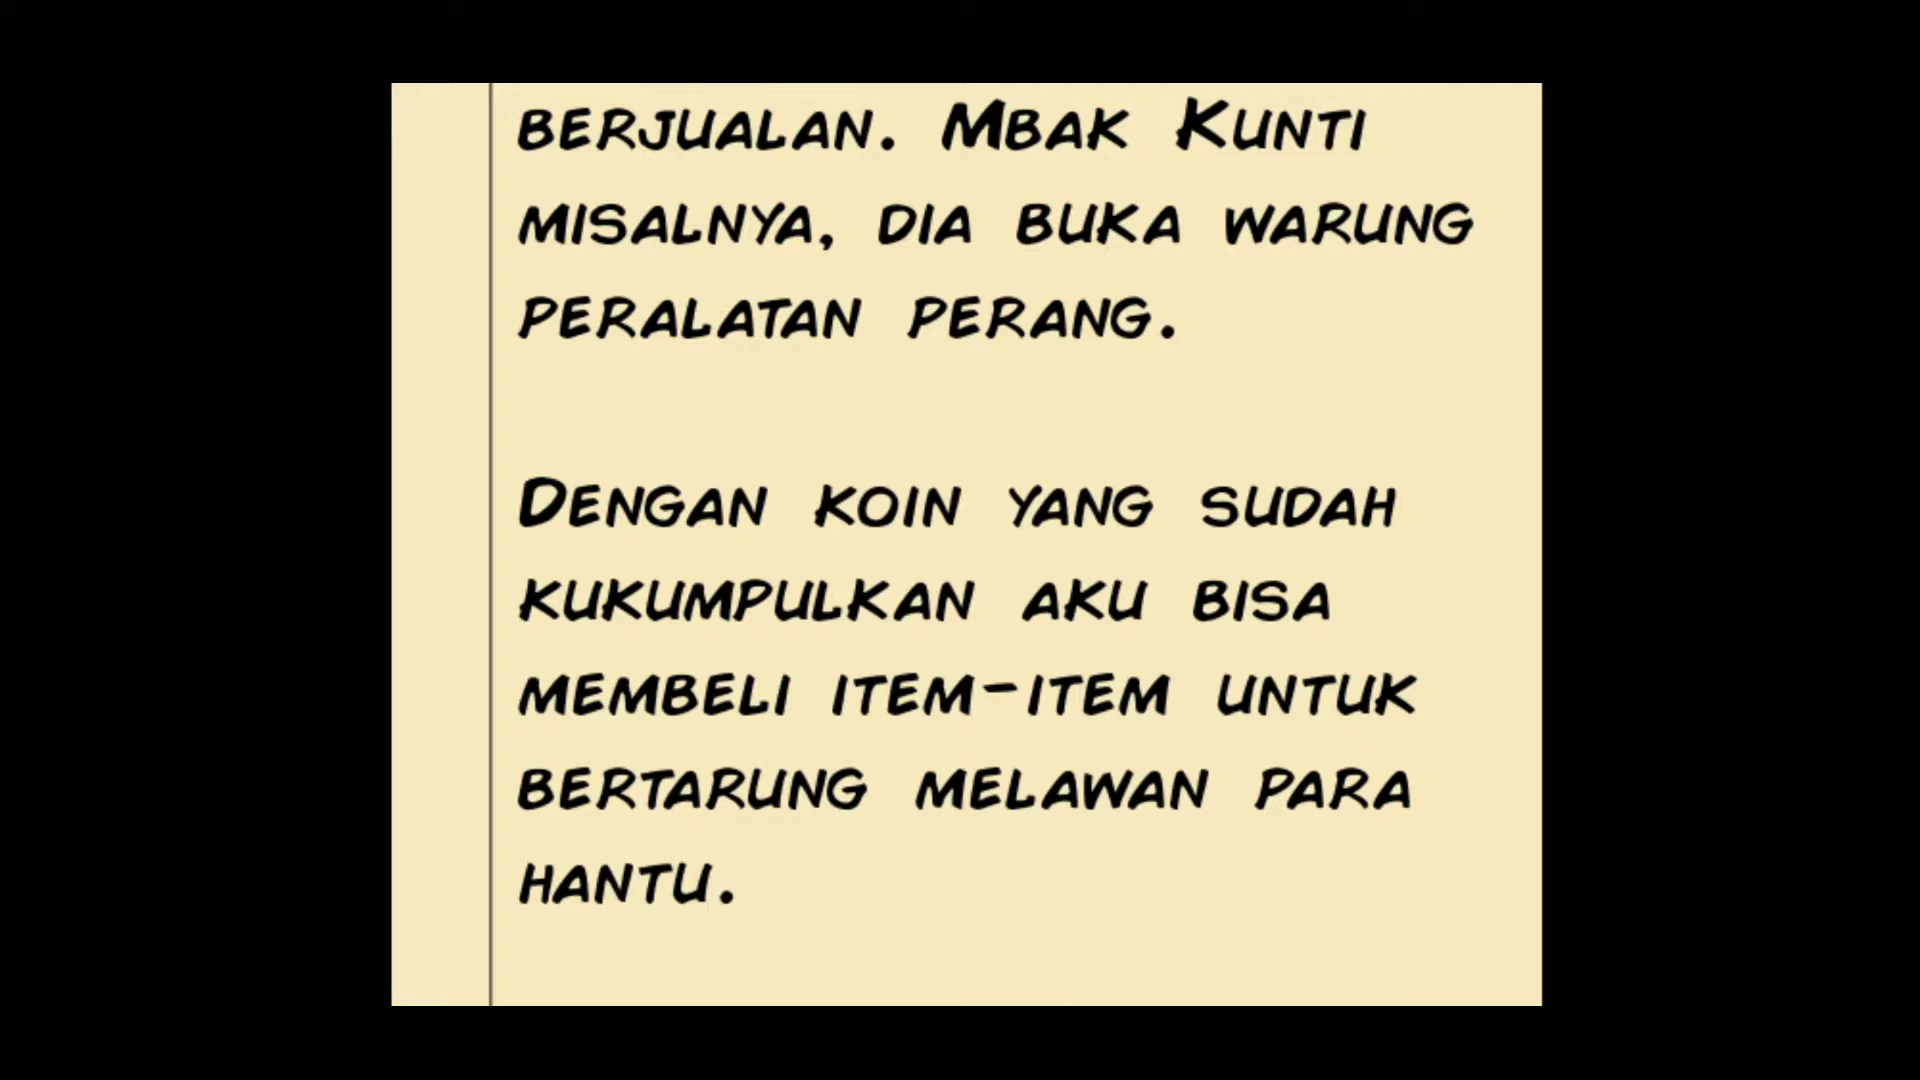 BERJUALAN. MBAK KUNTI
MISALNYA, DIA BUKA WARUNG
PERALATAN PERANG.
DENGAN KOIN YANG SUDAH
KUKUMPULKAN AKU BISA
MEMBELI ITEM-ITEM UNTUK
BERTARUNG MELAWAN PARA
HANTU.